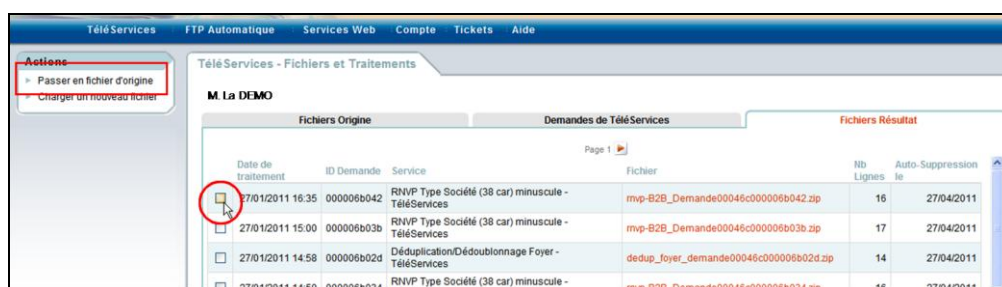 TéléServices FTP Automatique Services Web Compte Tickets Aide
Actions
Passer en fichier d'origine
Charger un nouveau fichier
TéléServices - Fichiers et Traitements
M. La DEMO
Fichiers Origine Demandes de TéléServices Fichiers Résultat
Page 1
Date de traitement ID Demande Service Fichier Nb Lignes Auto-Suppression le
27/01/2011 16:35 000006b042 RNVP Type Société (38 car) minuscule - TéléServices rnvp-B2B_Demande00046c000006b042.zip 16 27/04/2011
27/01/2011 15:00 000006b03b RNVP Type Société (38 car) minuscule - TéléServices rnvp-B2B_Demande00046c000006b03b.zip 17 27/04/2011
27/01/2011 14:58 000006b02d Déduplication/Dédoublonnage Foyer - TéléServices dedup_foyer_demande00046c000006b02d.zip 14 27/04/2011
RNVP Type Société (38 car) minuscule -